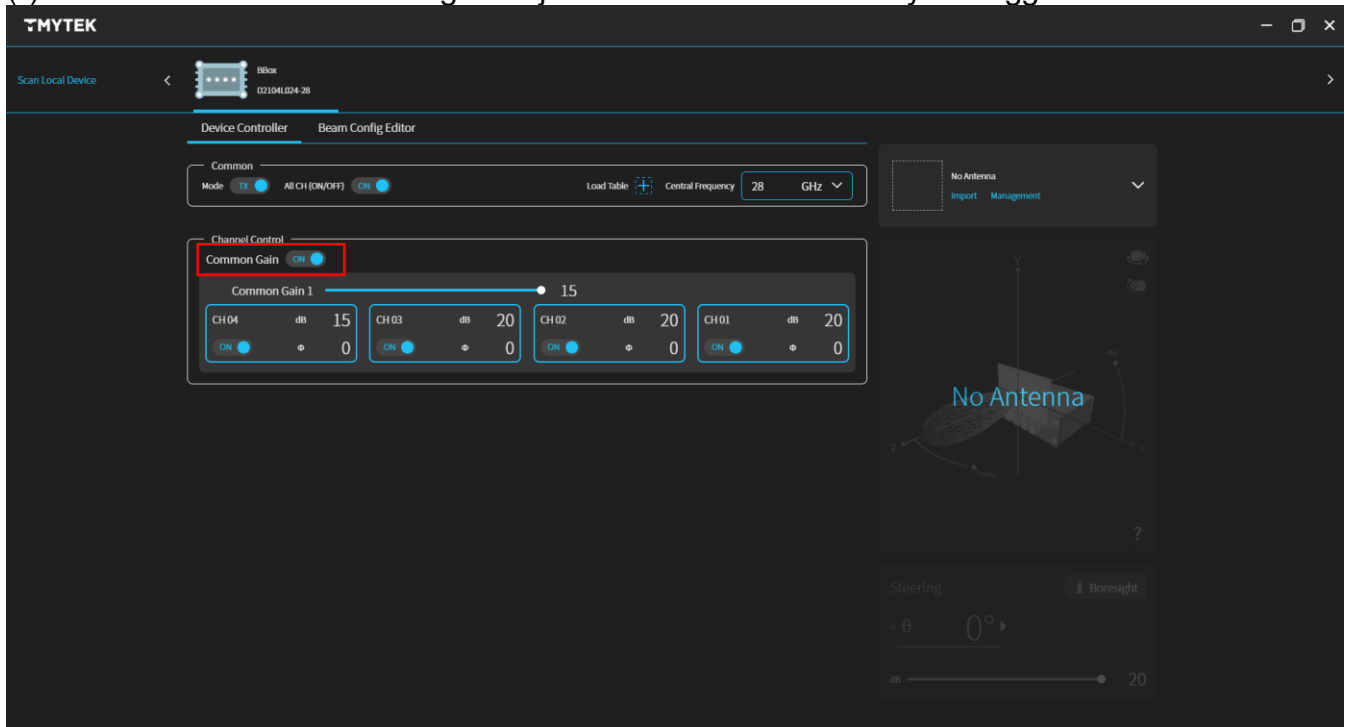 TMYTEK
Scan Local Device
BBox
D2104L024-28
Device Controller Beam Config Editor
Common
Mode TX All CH (ON/OFF) ON Load Table Central Frequency 28 GHz
No Antenna
Import Management
Channel Control
Common Gain ON
Common Gain 1 15
CH 04 dB 15 CH 03 dB 20 CH 02 dB 20 CH 01 dB 20
ON Φ 0 ON Φ 0 ON Φ 0 ON Φ 0
Y
No Antenna
Z X
?
Steering Boresight
θ 0°
dB 20